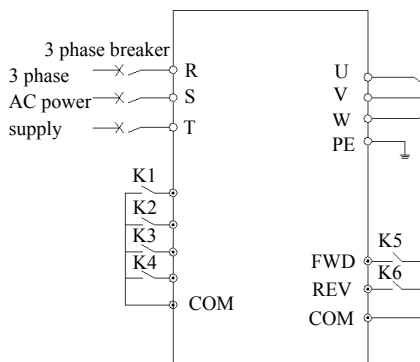 3 phase breaker
3 phase
AC power
supply
R
S
T
U
V
W
PE
K1
K2
K3
K4
COM
FWD
REV
COM
K5
K6